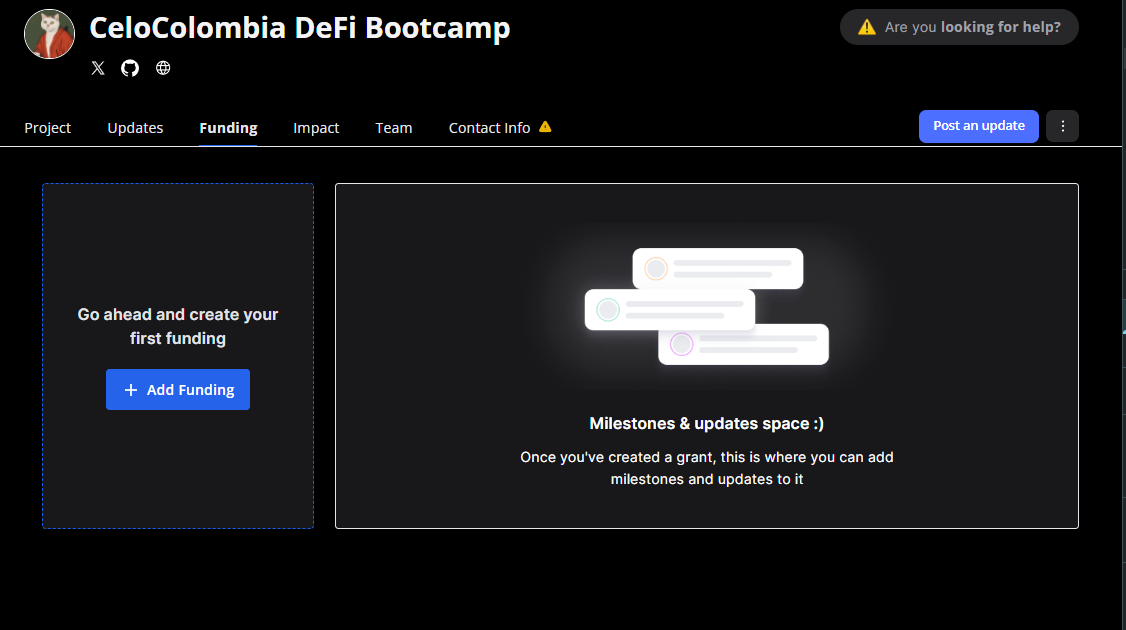 CeloColombia DeFi Bootcamp
Are you looking for help?
Project
Updates
Funding
Impact
Team
Contact Info
Post an update
Go ahead and create your
first funding
+ Add Funding
Milestones & updates space :)
Once you've created a grant, this is where you can add
milestones and updates to it